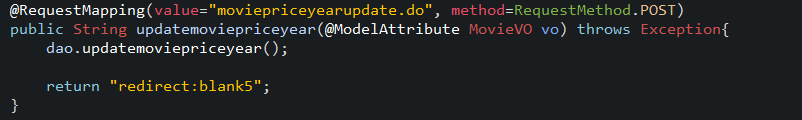 @RequestMapping(value="moviepriceyearupdate.do", method=RequestMethod.POST)
public String updatemoviepriceyear(@ModelAttribute MovieVO vo) throws Exception{
    dao.updatemoviepriceyear();

    return "redirect:blank5";
}